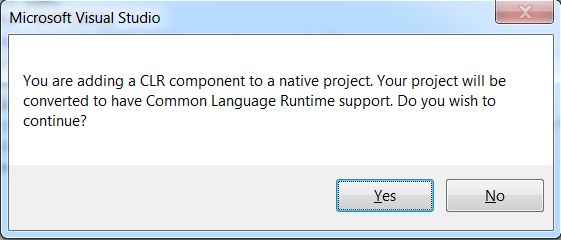 Microsoft Visual Studio
You are adding a CLR component to a native project. Your project will be
converted to have Common Language Runtime support. Do you wish to
continue?
Yes
No